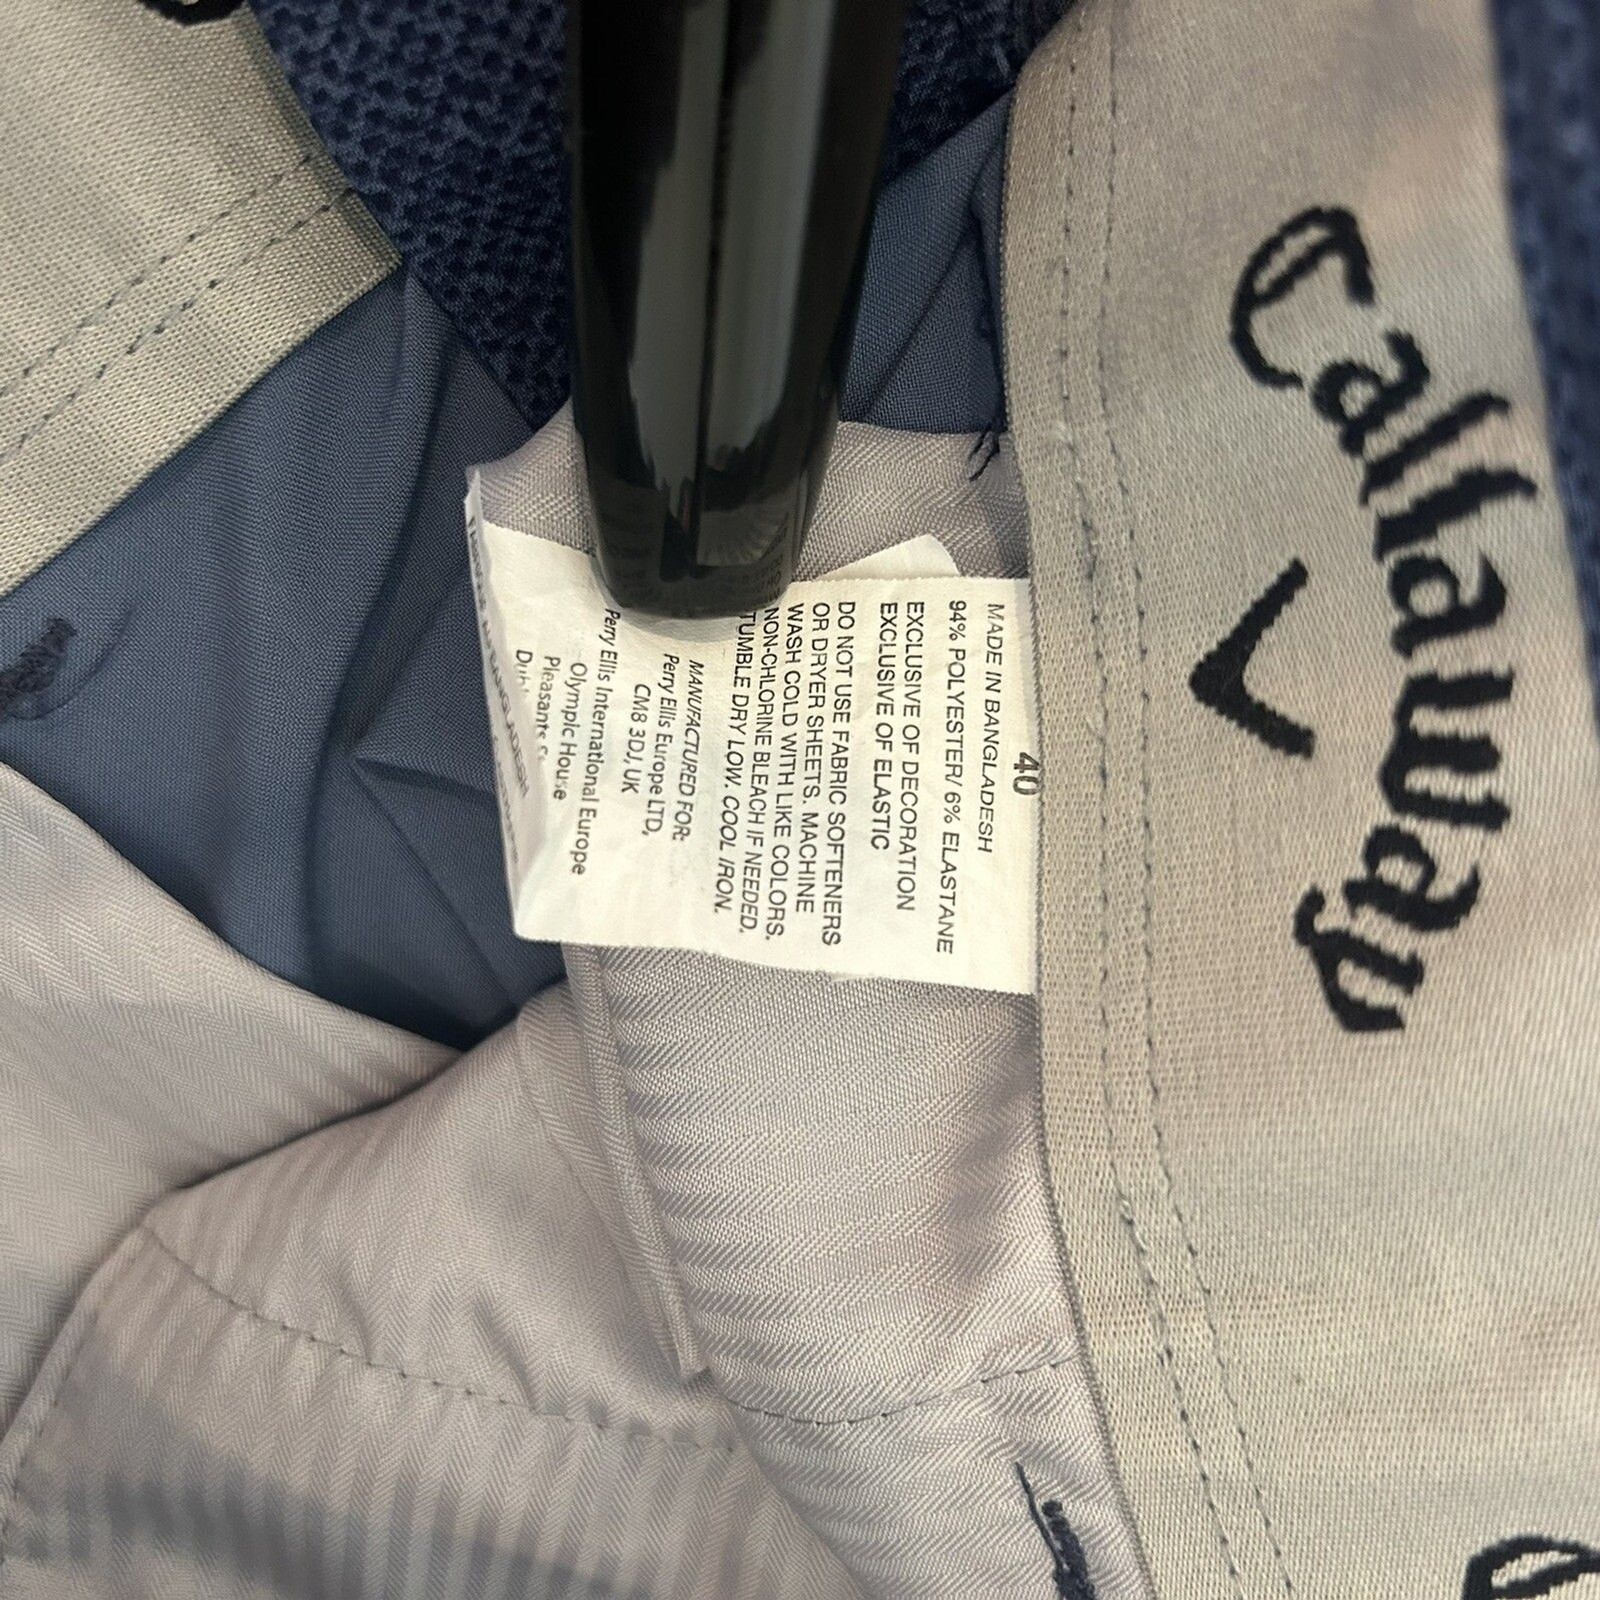 Callaway
40
MADE IN BANGLADESH
94% POLYESTER/ 6% ELASTANE
EXCLUSIVE OF DECORATION
EXCLUSIVE OF ELASTIC
DO NOT USE FABRIC SOFTENERS
OR DRYER SHEETS. MACHINE
WASH COLD WITH LIKE COLORS.
NON-CHLORINE BLEACH IF NEEDED.
TUMBLE DRY LOW. COOL IRON.
MANUFACTURED FOR:
Perry Ellis Europe LTD,
CM8 3DJ, UK
Perry Ellis International Europe
Olympic House
Pleasants